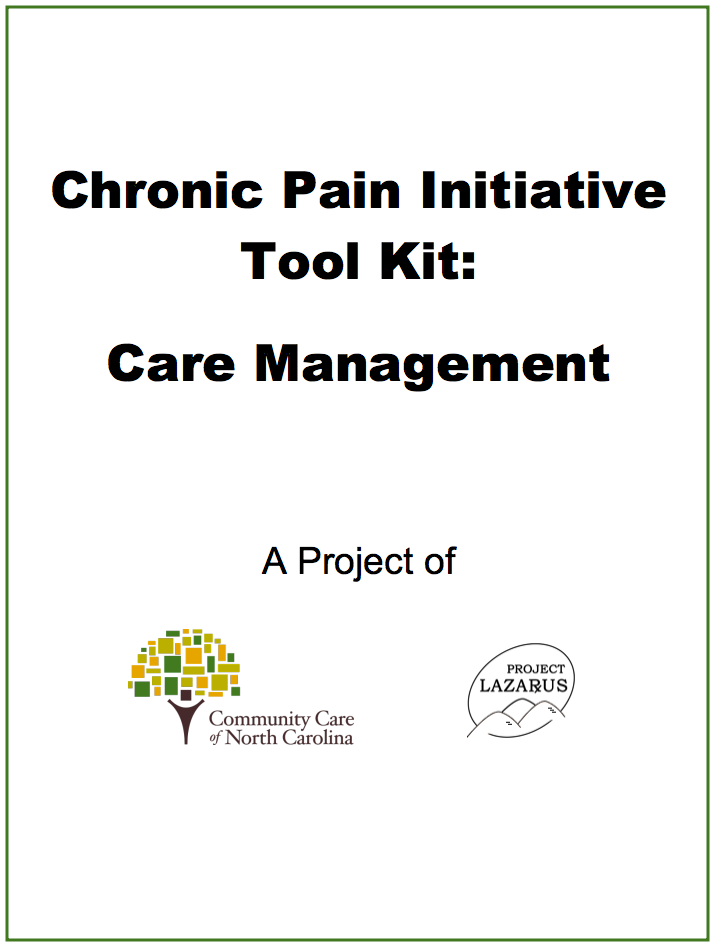 Chronic Pain Initiative
Tool Kit:
Care Management
A Project of
Community Care
of North Carolina
PROJECT
LAZARUS